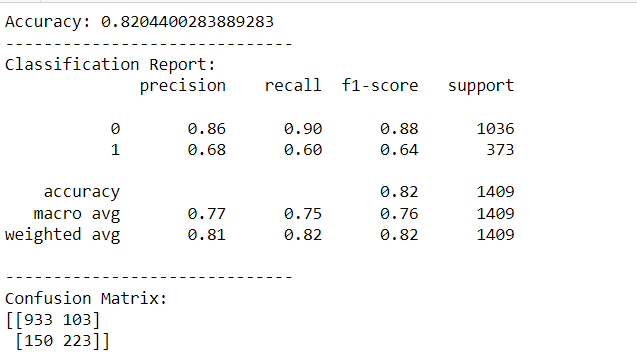 Accuracy: 0.8204400283889283
------------------------------
Classification Report:
              precision    recall  f1-score   support

           0       0.86      0.90      0.88      1036
           1       0.68      0.60      0.64       373

    accuracy                           0.82      1409
   macro avg       0.77      0.75      0.76      1409
weighted avg       0.81      0.82      0.82      1409

------------------------------
Confusion Matrix:
[[933 103]
 [150 223]]